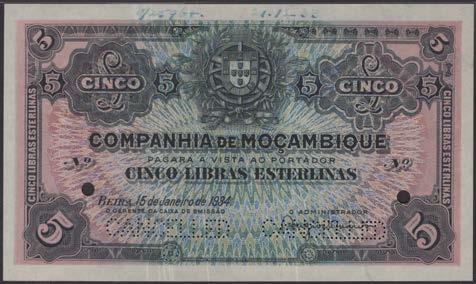 5 5 CINCO 5 5 CINCO 5 5
COMPANHIA DE MOÇAMBIQUE
PAGARÁ À VISTA AO PORTADOR
Nº Nº
CINCO LIBRAS ESTERLINAS
BEIRA, 15 de Janeiro de 1934
O GERENTE DA CAIXA DE EMISSÃO O ADMINISTRADOR
CANCELLED CANCELLED
5 5
CINCO LIBRAS ESTERLINAS
CINCO LIBRAS ESTERLINAS